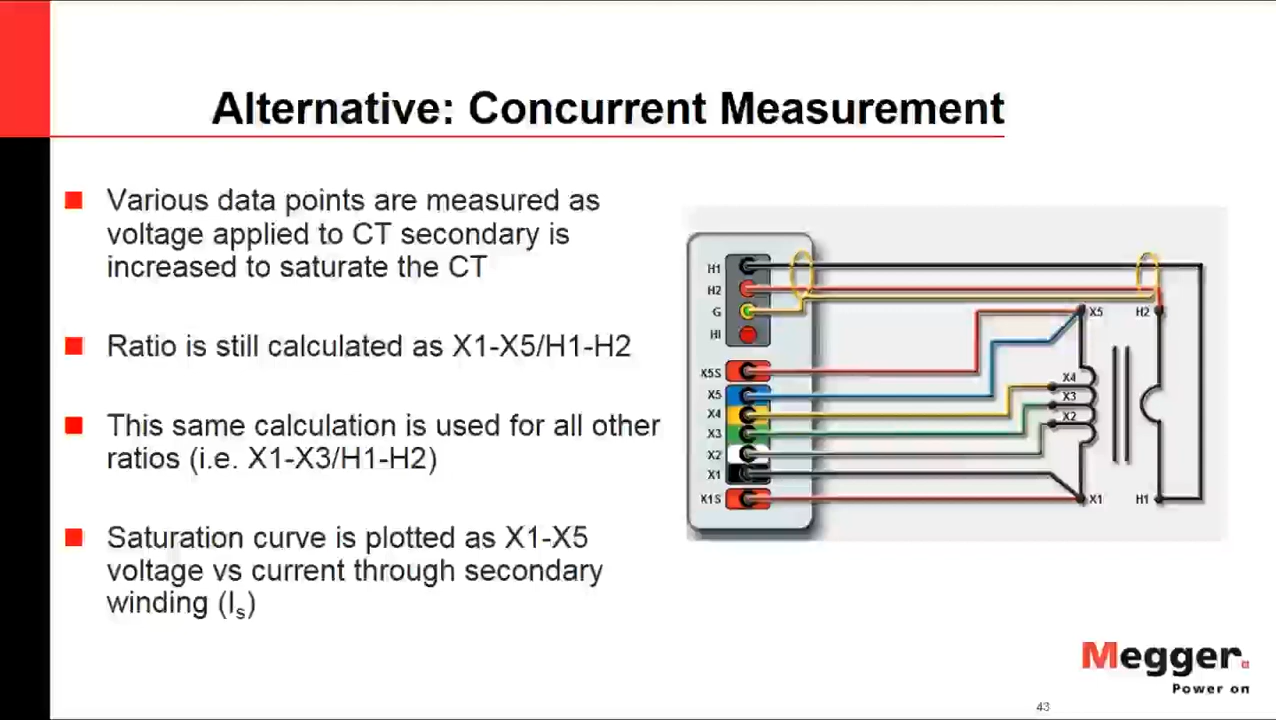 Alternative: Concurrent Measurement
Various data points are measured as
voltage applied to CT secondary is
increased to saturate the CT
Ratio is still calculated as X1-X5/H1-H2
This same calculation is used for all other
ratios (i.e. X1-X3/H1-H2)
Saturation curve is plotted as X1-X5
voltage vs current through secondary
winding (Is)
H1
H2
G
HI
X5S
X5
X4
X3
X2
X1
X1S
X5
H2
X4
X3
X2
X1
H1
Megger
Power on
43